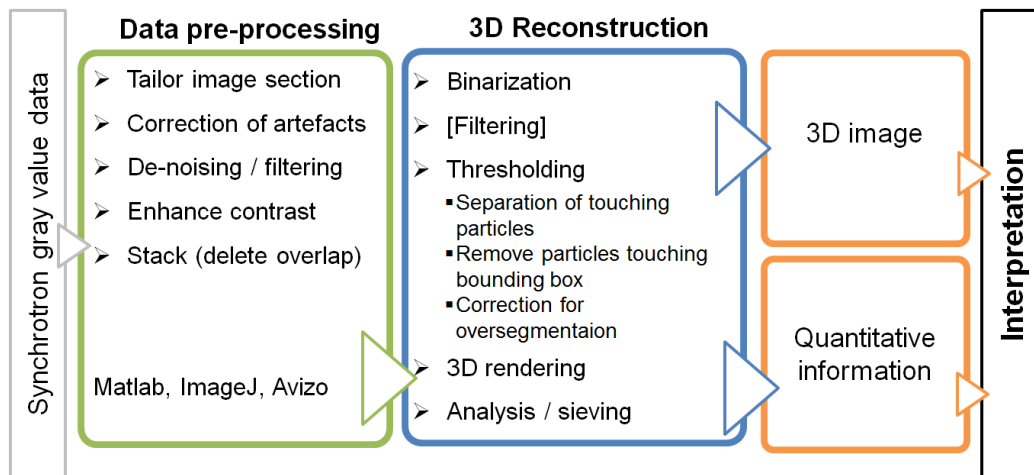 Synchrotron gray value data
Data pre-processing
➢ Tailor image section
➢ Correction of artefacts
➢ De-noising / filtering
➢ Enhance contrast
➢ Stack (delete overlap)
Matlab, ImageJ, Avizo
3D Reconstruction
➢ Binarization
➢ [Filtering]
➢ Thresholding
▪ Separation of touching
particles
▪ Remove particles touching
bounding box
▪ Correction for
oversegmentaion
➢ 3D rendering
➢ Analysis / sieving
3D image
Quantitative
information
Interpretation